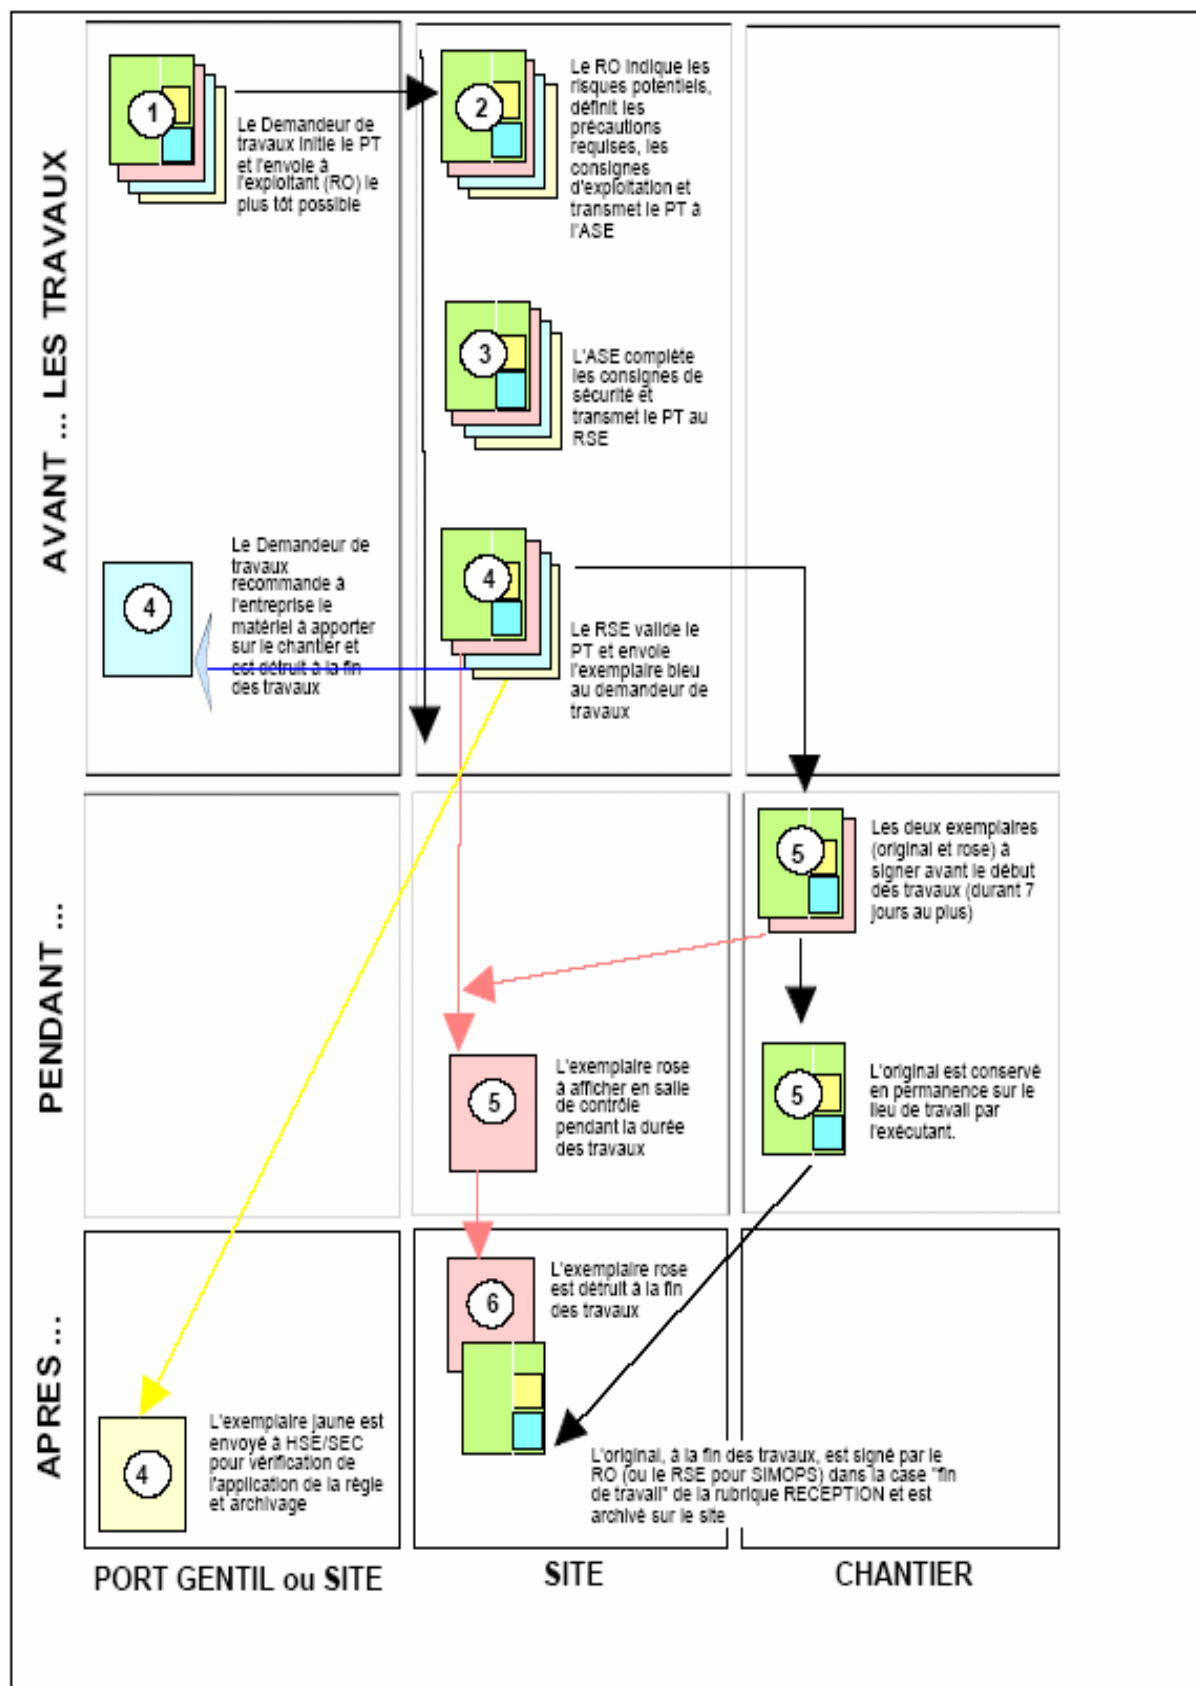 AVANT ... LES TRAVAUX
1
Le Demandeur de
travaux initie le PT
et l'envoie à
l'exploitant (RO) le
plus tôt possible
2
Le RO indique les
risques potentiels,
définit les
précautions
requises, les
consignes
d'exploitation et
transmet le PT à
l'ASE
3
L'ASE complète
les consignes de
sécurité et
transmet le PT au
RSE
4
Le Demandeur de
travaux
recommande à
l'entreprise le
matériel à apporter
sur le chantier et
est détruit à la fin
des travaux
4
Le RSE valide le
PT et envoie
l'exemplaire bleu
au demandeur de
travaux
PENDANT ...
5
Les deux exemplaires
(original et rose) à
signer avant le début
des travaux (durant 7
jours au plus)
5
L'exemplaire rose
à afficher en salle
de contrôle
pendant la durée
des travaux
5
L'original est conservé
en permanence sur le
lieu de travail par
l'exécutant.
APRES ...
6
L'exemplaire rose
est détruit à la fin
des travaux
4
L'exemplaire jaune est
envoyé à HSE/SEC
pour vérification de
l'application de la règle
et archivage
L'original, à la fin des travaux, est signé par le
RO (ou le RSE pour SIMOPS) dans la case "fin
de travail" de la rubrique RECEPTION et est
archivé sur le site
PORT GENTIL ou SITE
SITE
CHANTIER